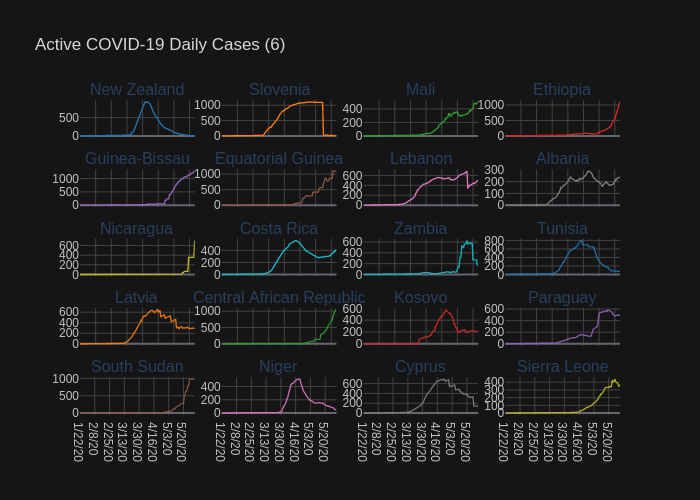 Active COVID-19 Daily Cases (6)
New Zealand Slovenia Mali Ethiopia
500 0 1000 500 0 400 200 0 1000 500 0
Guinea-Bissau Equatorial Guinea Lebanon Albania
1000 500 0 1000 500 0 600 400 200 0 300 200 100 0
Nicaragua Costa Rica Zambia Tunisia
600 400 200 0 400 200 0 600 400 200 0 800 600 400 200 0
Latvia Central African Republic Kosovo Paraguay
600 400 200 0 1000 500 0 600 400 200 0 600 400 200 0
South Sudan Niger Cyprus Sierra Leone
1000 500 0 400 200 0 600 400 200 0 400 300 200 100 0
1/22/20 2/8/20 2/25/20 3/13/20 3/30/20 4/16/20 5/3/20 5/20/20 1/22/20 2/8/20 2/25/20 3/13/20 3/30/20 4/16/20 5/3/20 5/20/20 1/22/20 2/8/20 2/25/20 3/13/20 3/30/20 4/16/20 5/3/20 5/20/20 1/22/20 2/8/20 2/25/20 3/13/20 3/30/20 4/16/20 5/3/20 5/20/20